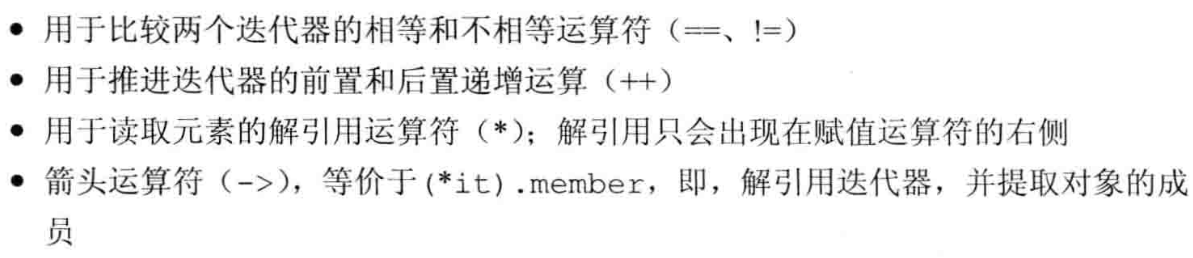 • 用于比较两个迭代器的相等和不相等运算符（==、!=）
• 用于推进迭代器的前置和后置递增运算（++）
• 用于读取元素的解引用运算符（*）；解引用只会出现在赋值运算符的右侧
• 箭头运算符（->），等价于(*it).member，即，解引用迭代器，并提取对象的成
员